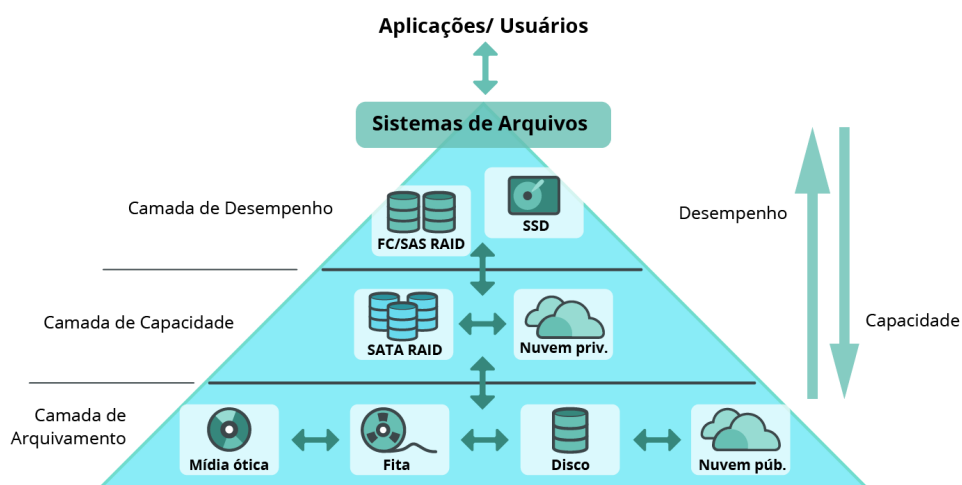 Aplicações/ Usuários
Sistemas de Arquivos
Camada de Desempenho
FC/SAS RAID
SSD
Desempenho
Camada de Capacidade
SATA RAID
Nuvem priv.
Capacidade
Camada de
Arquivamento
Mídia ótica
Fita
Disco
Nuvem púb.